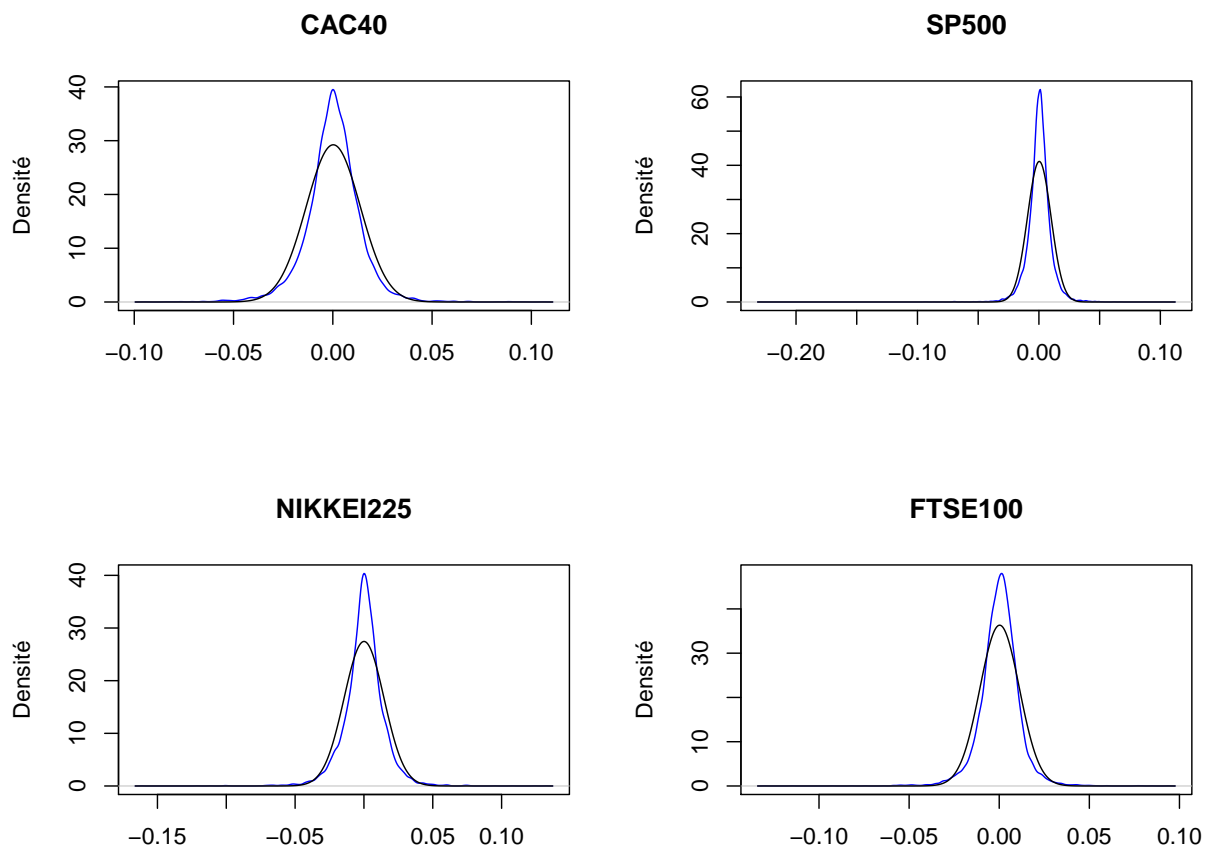 CAC40
Densité
0 10 20 30 40
−0.10 −0.05 0.00 0.05 0.10
SP500
Densité
0 20 40 60
−0.20 −0.10 0.00 0.10
NIKKEI225
Densité
0 10 20 30 40
−0.15 −0.05 0.05 0.10
FTSE100
Densité
0 10 30
−0.10 −0.05 0.00 0.05 0.10